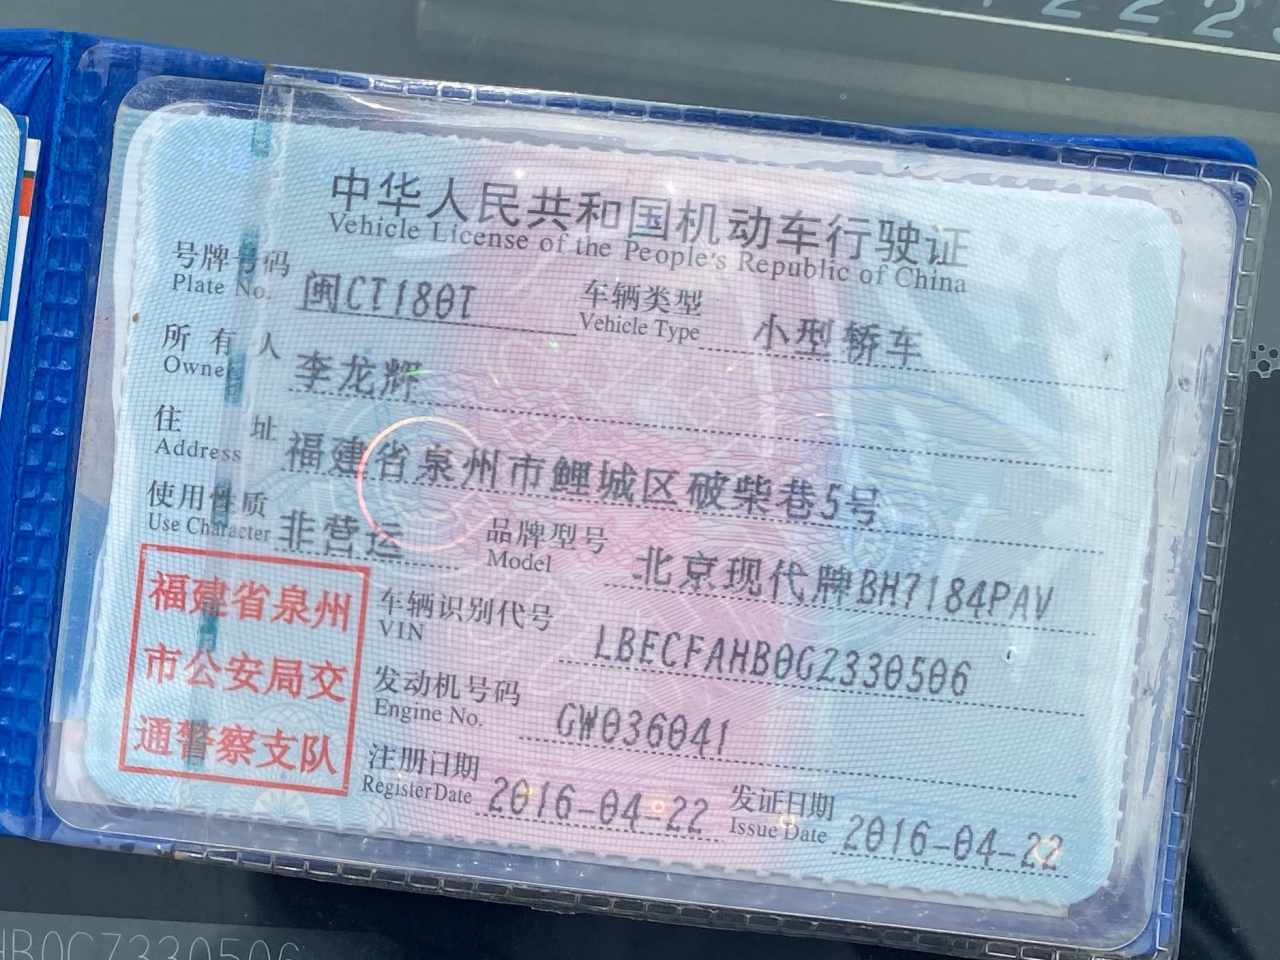 中华人民共和国机动车行驶证
Vehicle License of the People's Republic of China
号牌号码 闽CT180T 车辆类型 小型轿车
Plate No. Vehicle Type
所有人 李龙辉
Owner
住址 福建省泉州市鲤城区破柴巷5号
Address
使用性质 非营运 品牌型号 北京现代牌BH7184PAV
Use Character Model
福建省泉州
市公安局交
通警察支队
车辆识别代号 LBECFAHB0GZ330506
VIN
发动机号码 GW036041
Engine No.
注册日期 2016-04-22 发证日期 2016-04-22
Register Date Issue Date
HB0GZ330506